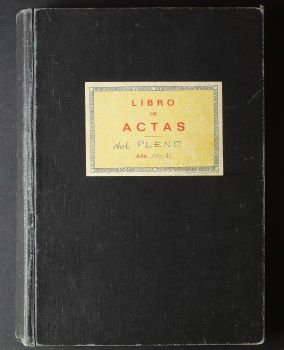 LIBRO
DE
ACTAS
del PLENO
Año